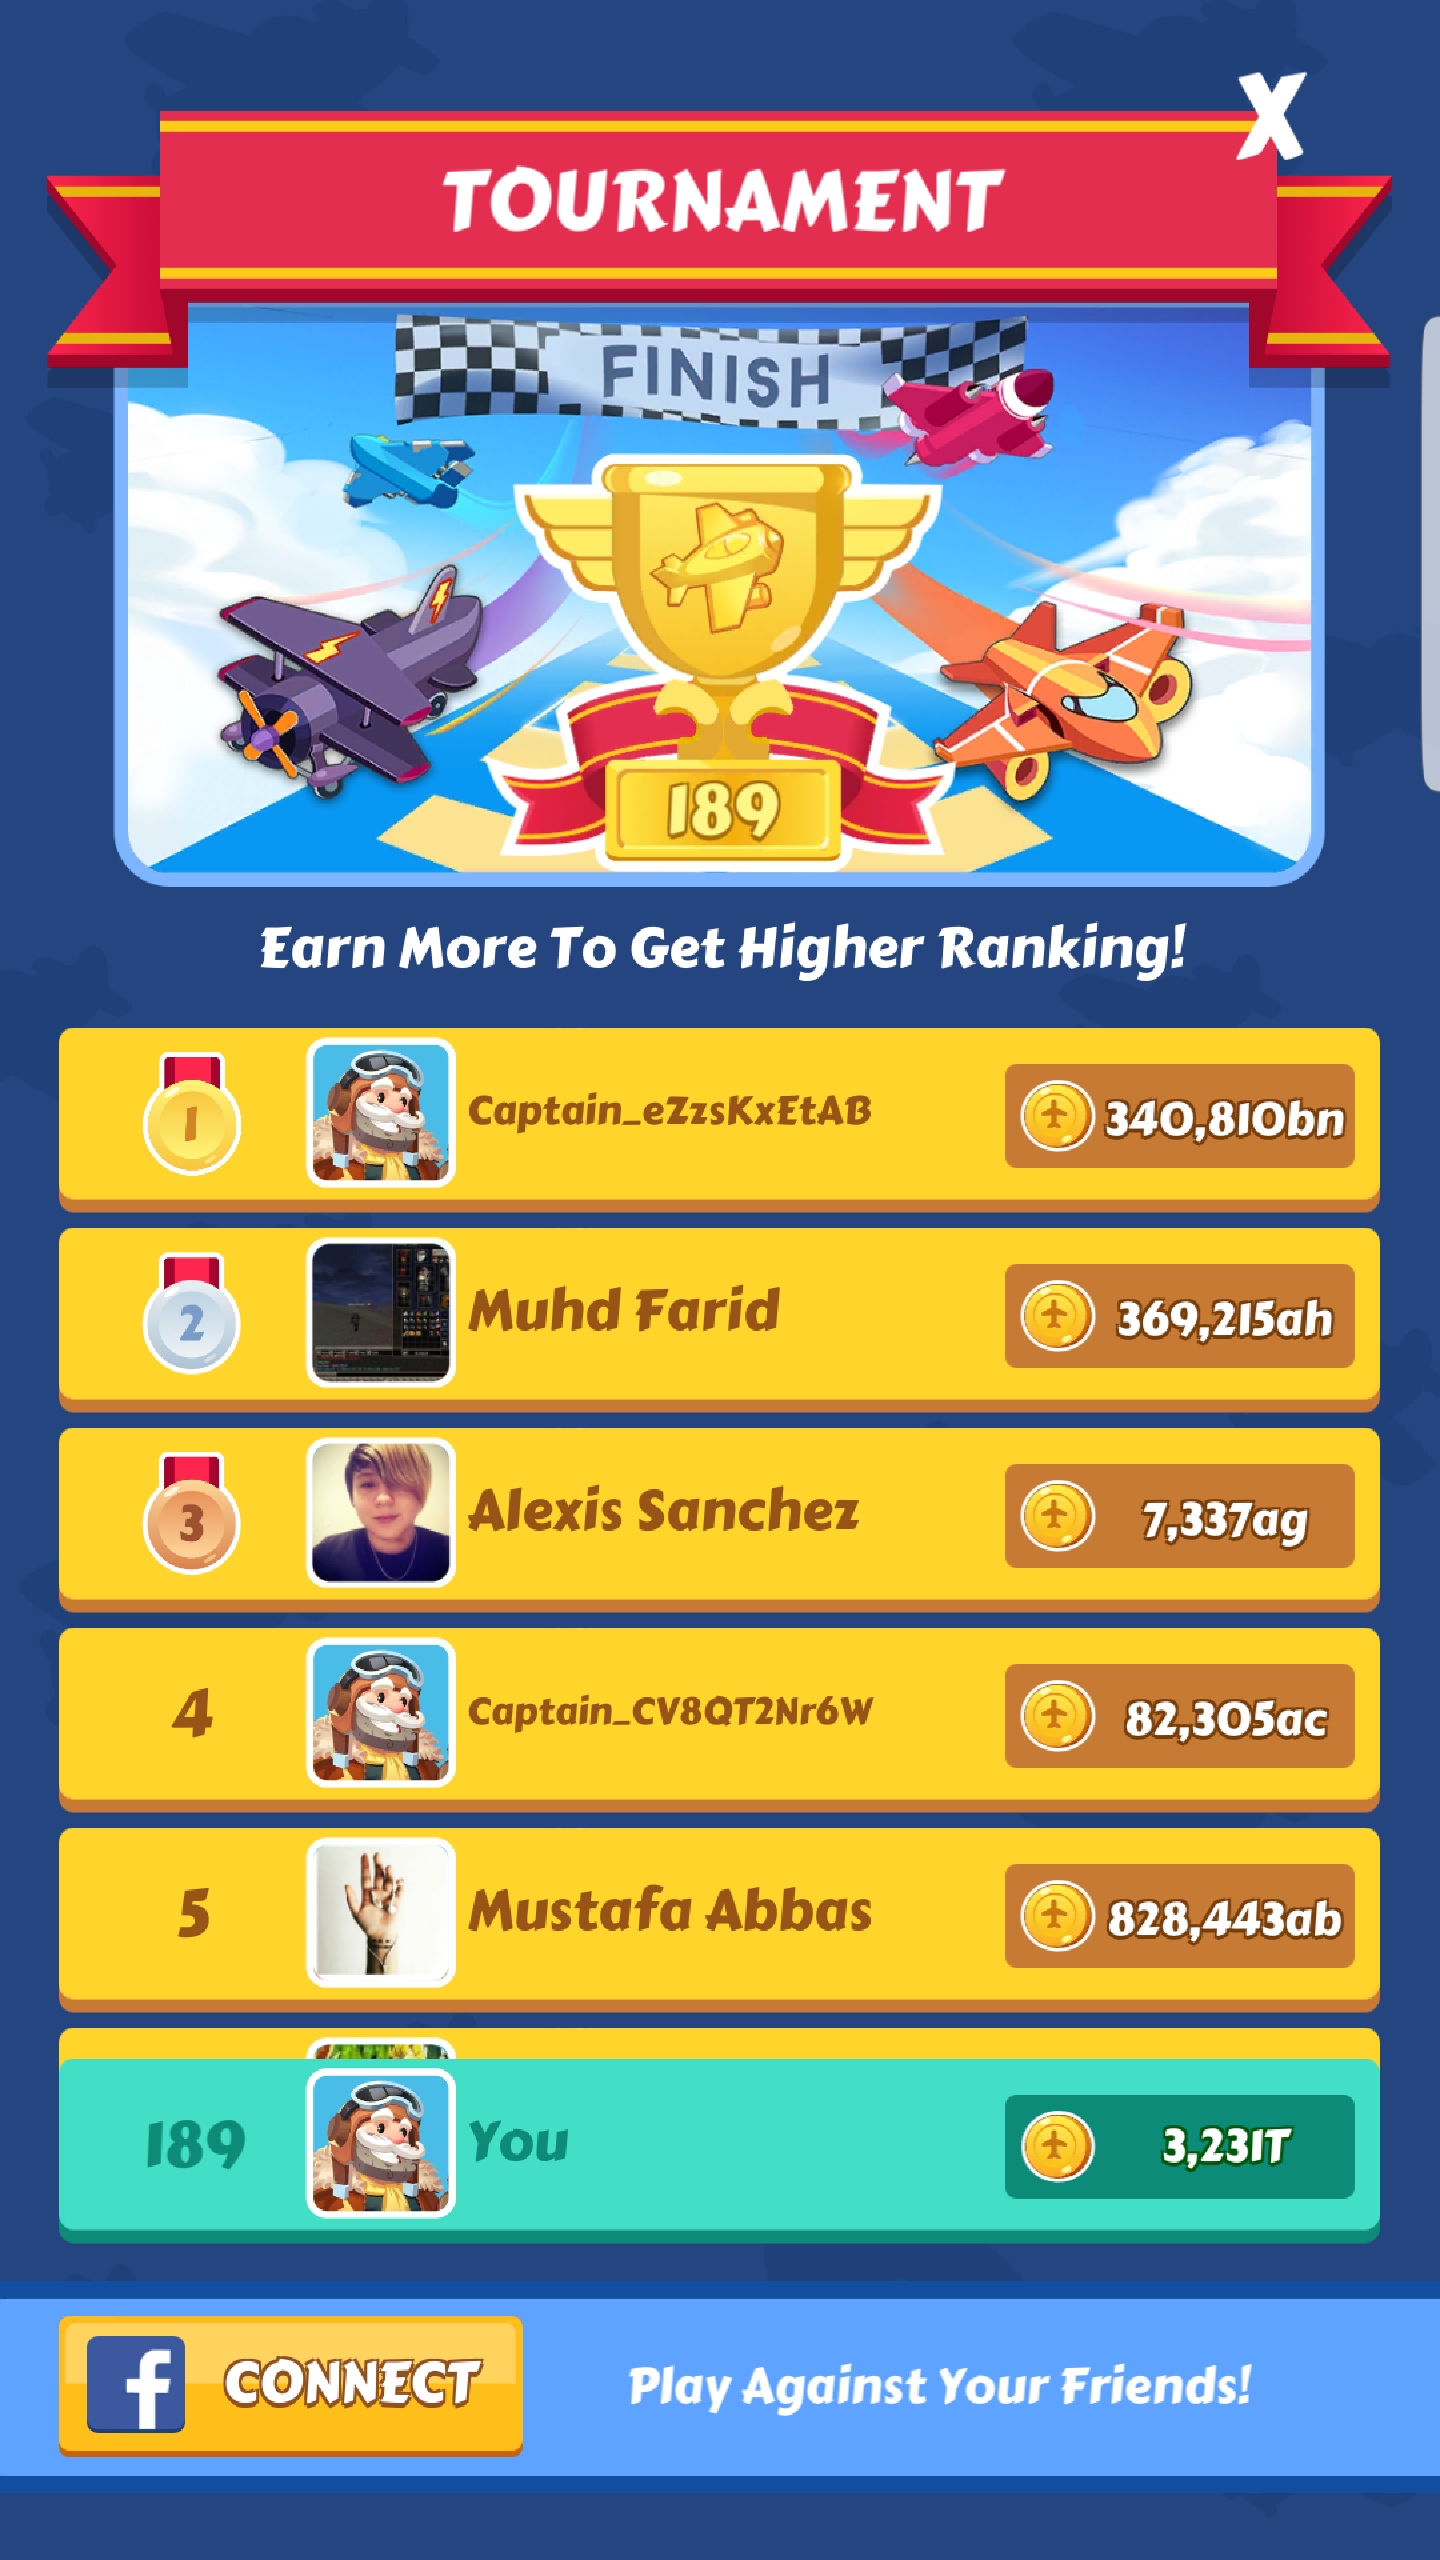 X
TOURNAMENT
FINISH
189
Earn More To Get Higher Ranking!
1 Captain_eZzsKxEtAB 340,810bn
2 Muhd Farid 369,215ah
3 Alexis Sanchez 7,337ag
4 Captain_CV8QT2Nr6W 82,305ac
5 Mustafa Abbas 828,443ab
189 You 3,231T
f CONNECT Play Against Your Friends!